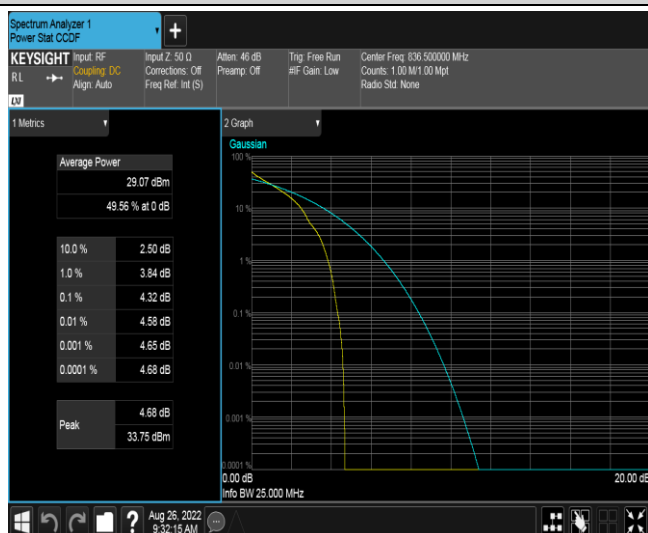 Spectrum Analyzer 1
Power Stat CCDF
+
KEYSIGHT
R L
LXI
Input: RF
Coupling: DC
Align: Auto
Input Z: 50 Ω
Corrections: Off
Freq Ref: Int (S)
Atten: 46 dB
Preamp: Off
Trig: Free Run
#IF Gain: Low
Center Freq: 836.500000 MHz
Counts: 1.00 M/1.00 Mpt
Radio Std: None
1 Metrics
Average Power
29.07 dBm
49.56 % at 0 dB
10.0 % 2.50 dB
1.0 % 3.84 dB
0.1 % 4.32 dB
0.01 % 4.58 dB
0.001 % 4.65 dB
0.0001 % 4.68 dB
Peak
4.68 dB
33.75 dBm
2 Graph
Gaussian
100 %
10 %
1 %
0.1 %
0.01 %
0.001 %
0.0001 %
0.00 dB 20.00 dB
Info BW 25.000 MHz
?
Aug 26, 2022
9:32:15 AM